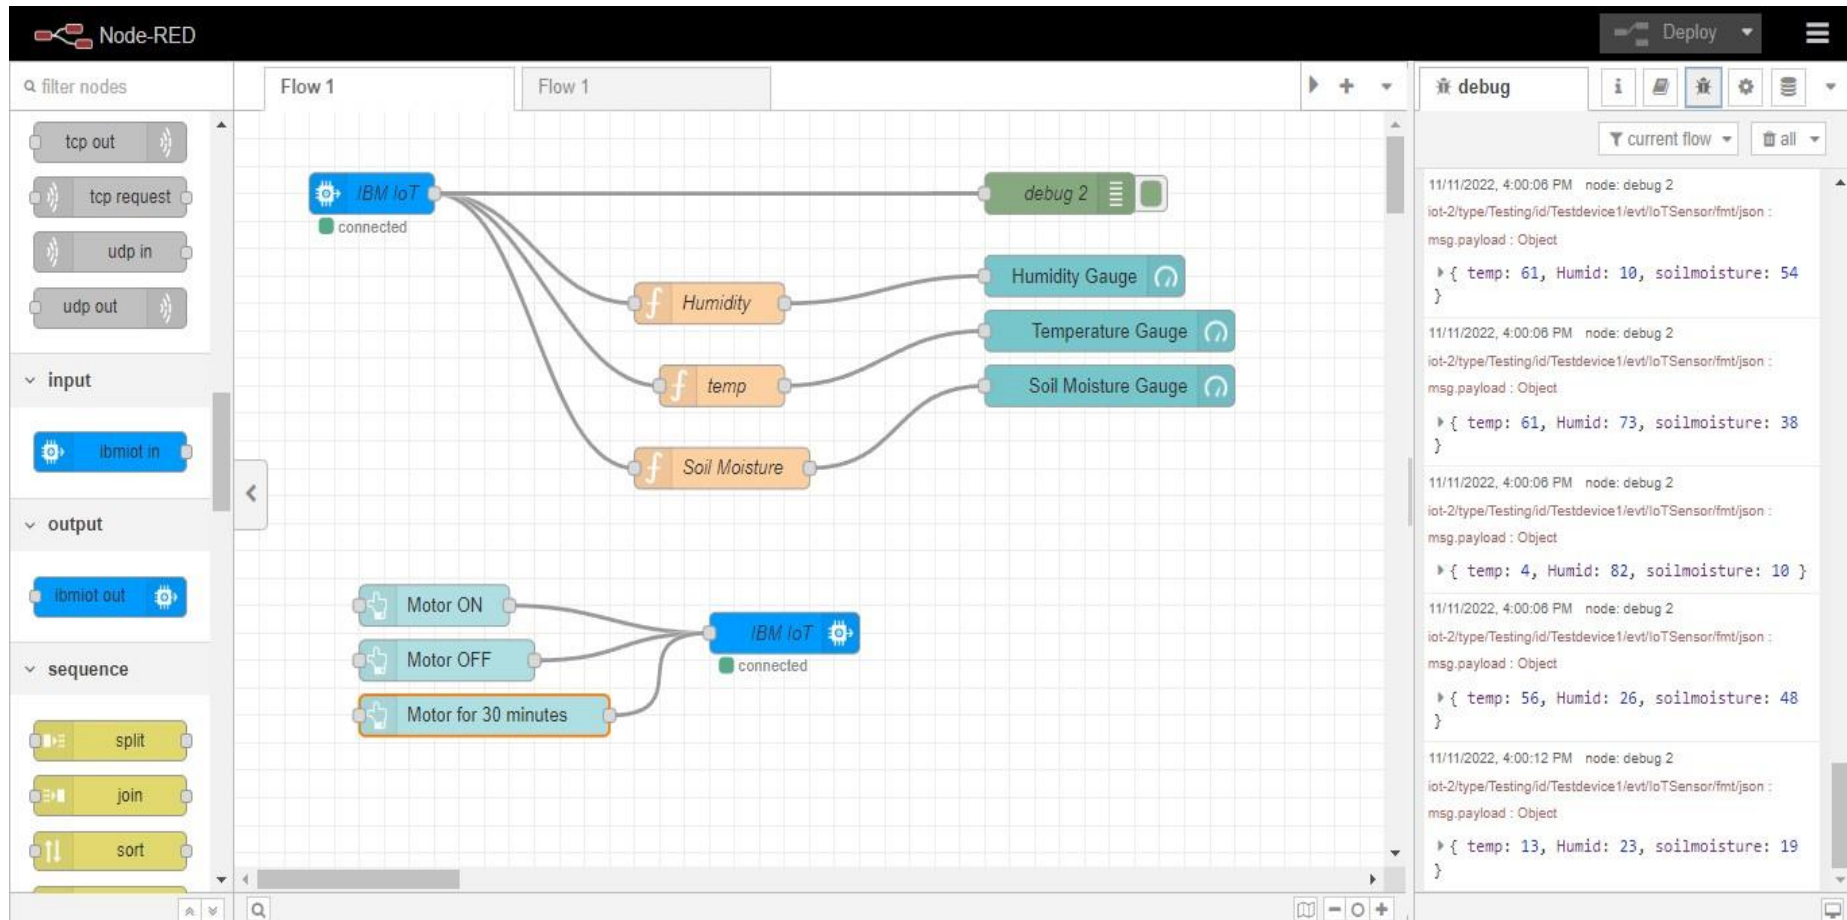 Node-RED
Deploy
filter nodes
Flow 1
Flow 1
debug
i
current flow
all
tcp out
tcp request
udp in
udp out
input
ibmiot in
output
ibmiot out
sequence
split
join
sort
IBM IoT
connected
debug 2
Humidity
Humidity Gauge
temp
Temperature Gauge
Soil Moisture
Soil Moisture Gauge
Motor ON
Motor OFF
Motor for 30 minutes
IBM IoT
connected
11/11/2022, 4:00:06 PM node: debug 2
iot-2/type/Testing/id/Testdevice1/evt/IoTSensor/fmt/json :
msg.payload : Object
{ temp: 61, Humid: 10, soilmoisture: 54
}
11/11/2022, 4:00:06 PM node: debug 2
iot-2/type/Testing/id/Testdevice1/evt/IoTSensor/fmt/json :
msg.payload : Object
{ temp: 61, Humid: 73, soilmoisture: 38
}
11/11/2022, 4:00:06 PM node: debug 2
iot-2/type/Testing/id/Testdevice1/evt/IoTSensor/fmt/json :
msg.payload : Object
{ temp: 4, Humid: 82, soilmoisture: 10 }
11/11/2022, 4:00:06 PM node: debug 2
iot-2/type/Testing/id/Testdevice1/evt/IoTSensor/fmt/json :
msg.payload : Object
{ temp: 56, Humid: 26, soilmoisture: 48
}
11/11/2022, 4:00:12 PM node: debug 2
iot-2/type/Testing/id/Testdevice1/evt/IoTSensor/fmt/json :
msg.payload : Object
{ temp: 13, Humid: 23, soilmoisture: 19
}